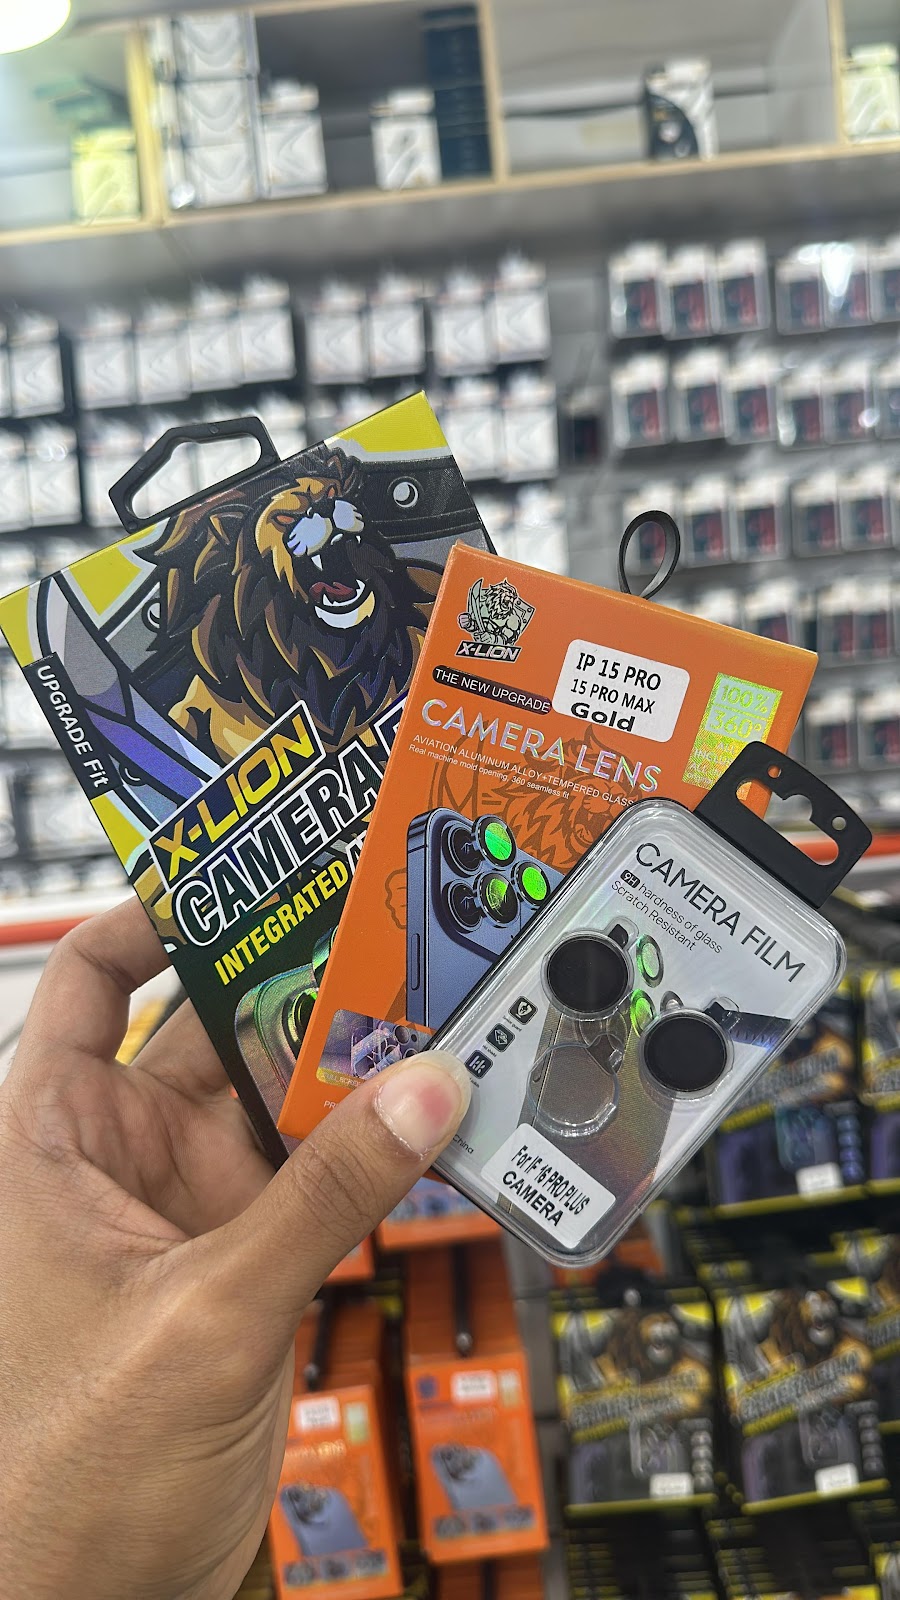 UPGRADE Fit
X-LION
CAMERA
INTEGRATED
X-LION
THE NEW UPGRADE
IP 15 PRO
15 PRO MAX
Gold
100%
360°
CAMERA LENS
AVIATION ALUMINUM ALLOY+TEMPERED GLASS
Real machine mold opening, 360 seamless fit
CAMERA FILM
9H hardness of glass
Scratch Resistant
China
For IF 16 PRO PLUS
CAMERA